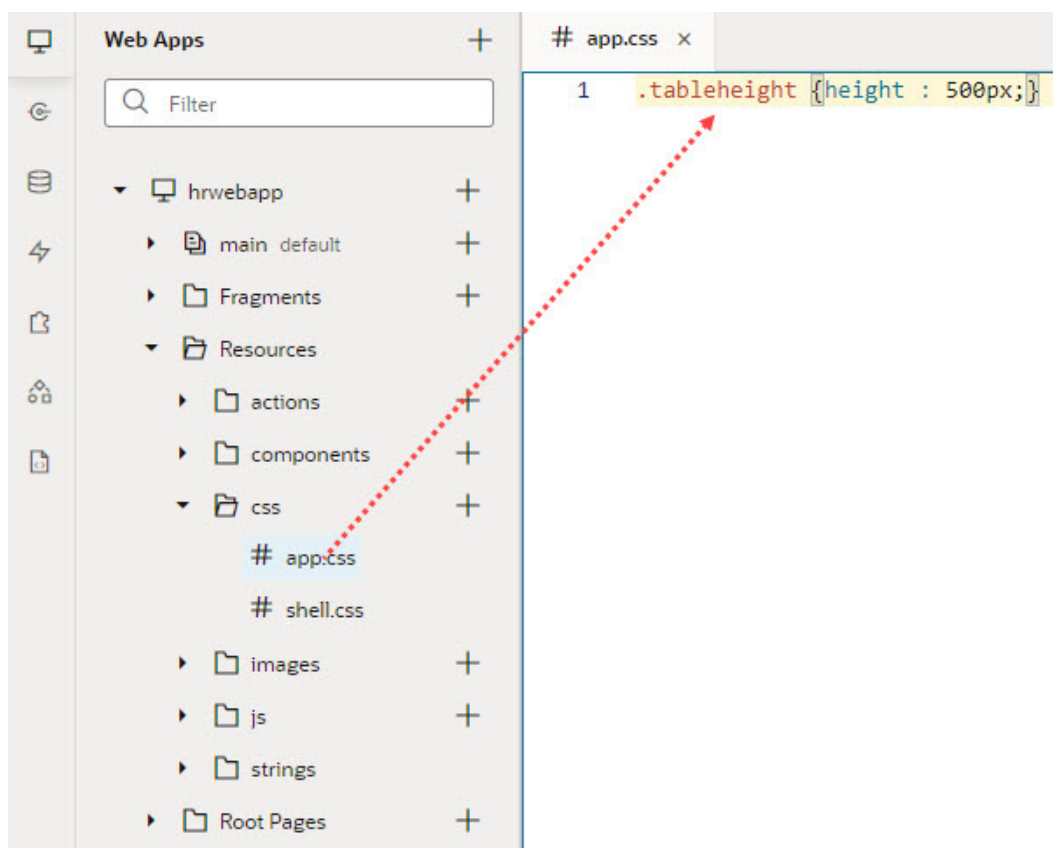 Web Apps
Filter
hrwebapp
main default
Fragments
Resources
actions
components
css
# app.css
# shell.css
images
js
strings
Root Pages
# app.css ×
1 .tableheight {height : 500px;}